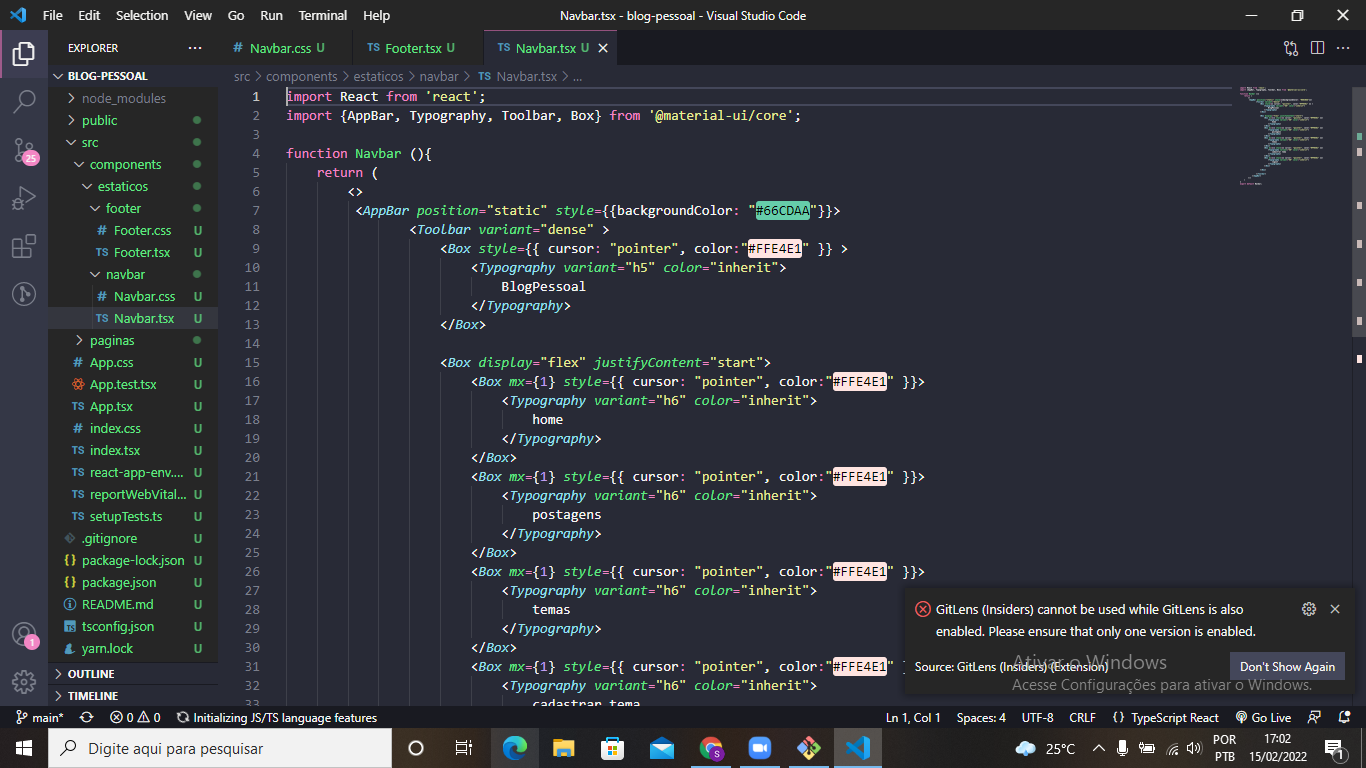 File Edit Selection View Go Run Terminal Help
Navbar.tsx - blog-pessoal - Visual Studio Code
EXPLORER
# Navbar.css U
TS Footer.tsx U
TS Navbar.tsx U
BLOG-PESSOAL
node_modules
public
src
components
estaticos
footer
# Footer.css U
TS Footer.tsx U
navbar
# Navbar.css U
TS Navbar.tsx U
paginas
# App.css U
App.test.tsx U
TS App.tsx U
# index.css U
TS index.tsx U
TS react-app-env.... U
TS reportWebVital... U
TS setupTests.ts U
.gitignore U
{} package-lock.json U
{} package.json U
README.md U
tsconfig.json U
yarn.lock U
OUTLINE
TIMELINE
25
1
src > components > estaticos > navbar > TS Navbar.tsx > ...
1 import React from 'react';
2 import {AppBar, Typography, Toolbar, Box} from '@material-ui/core';
3
4 function Navbar (){
5 return (
6 <>
7 <AppBar position="static" style={{backgroundColor: "#66CDAA"}}>
8 <Toolbar variant="dense" >
9 <Box style={{ cursor: "pointer", color:"#FFE4E1" }} >
10 <Typography variant="h5" color="inherit">
11 BlogPessoal
12 </Typography>
13 </Box>
14
15 <Box display="flex" justifyContent="start">
16 <Box mx={1} style={{ cursor: "pointer", color:"#FFE4E1" }}>
17 <Typography variant="h6" color="inherit">
18 home
19 </Typography>
20 </Box>
21 <Box mx={1} style={{ cursor: "pointer", color:"#FFE4E1" }}>
22 <Typography variant="h6" color="inherit">
23 postagens
24 </Typography>
25 </Box>
26 <Box mx={1} style={{ cursor: "pointer", color:"#FFE4E1" }}>
27 <Typography variant="h6" color="inherit">
28 temas
29 </Typography>
30 </Box>
31 <Box mx={1} style={{ cursor: "pointer", color:"#FFE4E1" }
32 <Typography variant="h6" color="inherit">
33 cadastrar tema
GitLens (Insiders) cannot be used while GitLens is also
enabled. Please ensure that only one version is enabled.
Source: GitLens (Insiders) (Extension)
Don't Show Again
Ativar o Windows
Acesse Configurações para ativar o Windows.
main* 0 0 Initializing JS/TS language features
Ln 1, Col 1 Spaces: 4 UTF-8 CRLF {} TypeScript React Go Live
Digite aqui para pesquisar
25°C
POR
PTB
17:02
15/02/2022
1